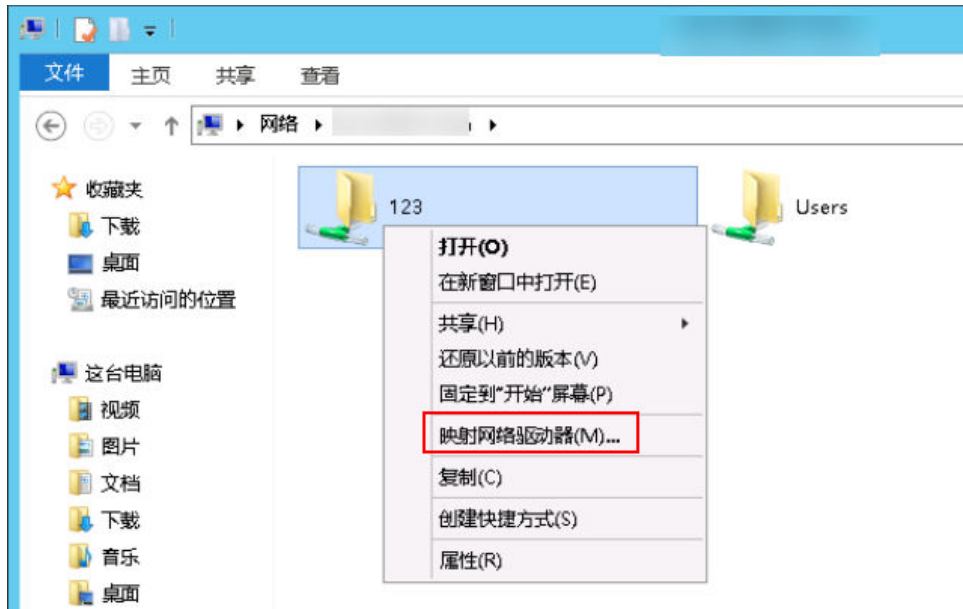 文件 主页 共享 查看
网络
收藏夹
下载
桌面
最近访问的位置
这台电脑
视频
图片
文档
下载
音乐
桌面
123
Users
打开(O)
在新窗口中打开(E)
共享(H)
还原以前的版本(V)
固定到"开始"屏幕(P)
映射网络驱动器(M)...
复制(C)
创建快捷方式(S)
属性(R)